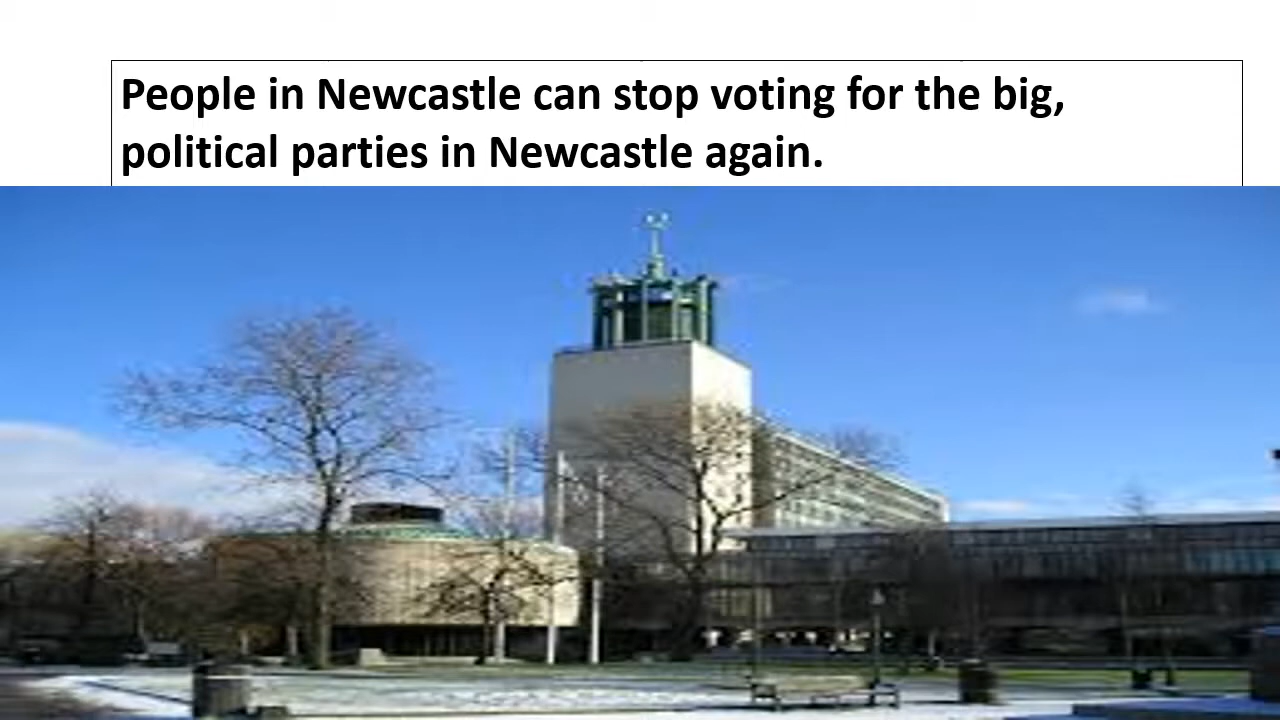 People in Newcastle can stop voting for the big,
political parties in Newcastle again.